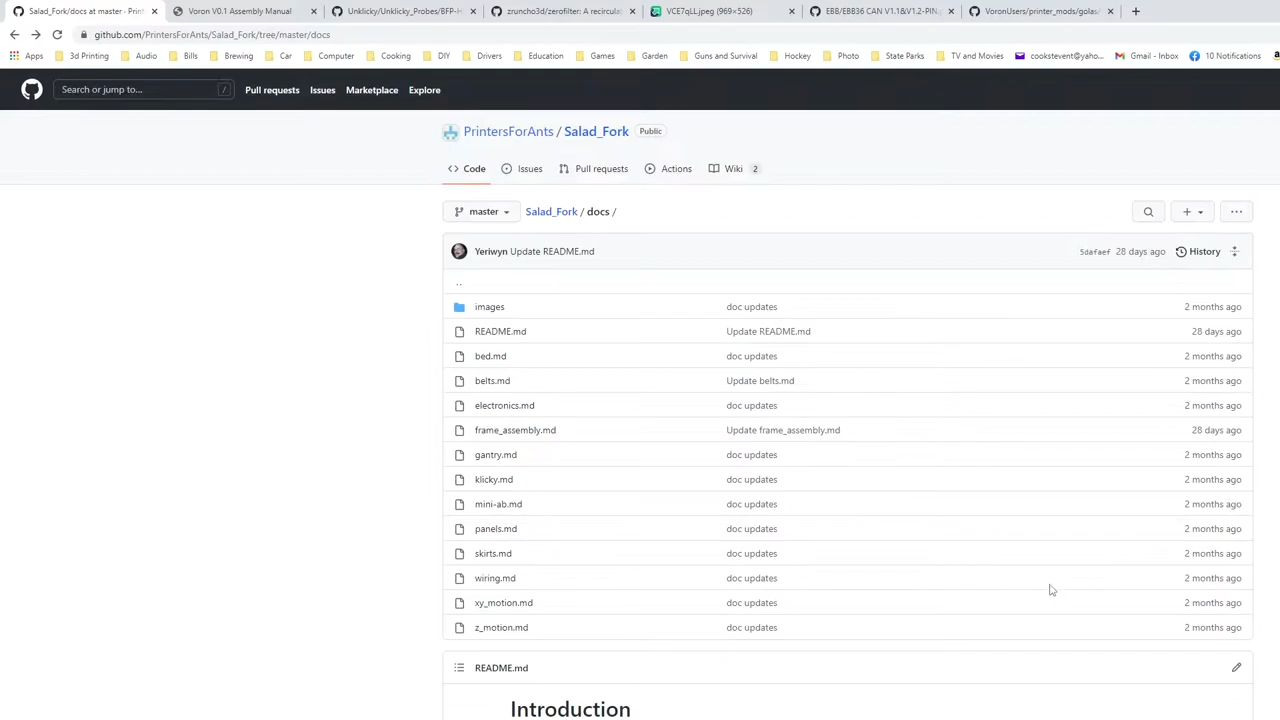 Salad_Fork/docs at master · Print
Voron V0.1 Assembly Manual
Unklicky/Unklicky_Probes/BFP-H
zruncho3d/zerofilter: A recircula
VCE7qLL.jpeg (969×526)
EBB/EBB36 CAN V1.1&V1.2-PIN.p
VoronUsers/printer_mods/golas
github.com/PrintersForAnts/Salad_Fork/tree/master/docs
Apps 3d Printing Audio Bills Brewing Car Computer Cooking DIY Drivers Education Games Garden Guns and Survival Hockey Photo State Parks TV and Movies cookstevent@yaho... Gmail - Inbox 10 Notifications
Search or jump to... / Pull requests Issues Marketplace Explore
PrintersForAnts / Salad_Fork Public
Code Issues Pull requests Actions Wiki 2
master Salad_Fork / docs /
Yeriwyn Update README.md 5dafaef 28 days ago History
..
images doc updates 2 months ago
README.md Update README.md 28 days ago
bed.md doc updates 2 months ago
belts.md Update belts.md 2 months ago
electronics.md doc updates 2 months ago
frame_assembly.md Update frame_assembly.md 28 days ago
gantry.md doc updates 2 months ago
klicky.md doc updates 2 months ago
mini-ab.md doc updates 2 months ago
panels.md doc updates 2 months ago
skirts.md doc updates 2 months ago
wiring.md doc updates 2 months ago
xy_motion.md doc updates 2 months ago
z_motion.md doc updates 2 months ago
README.md
Introduction